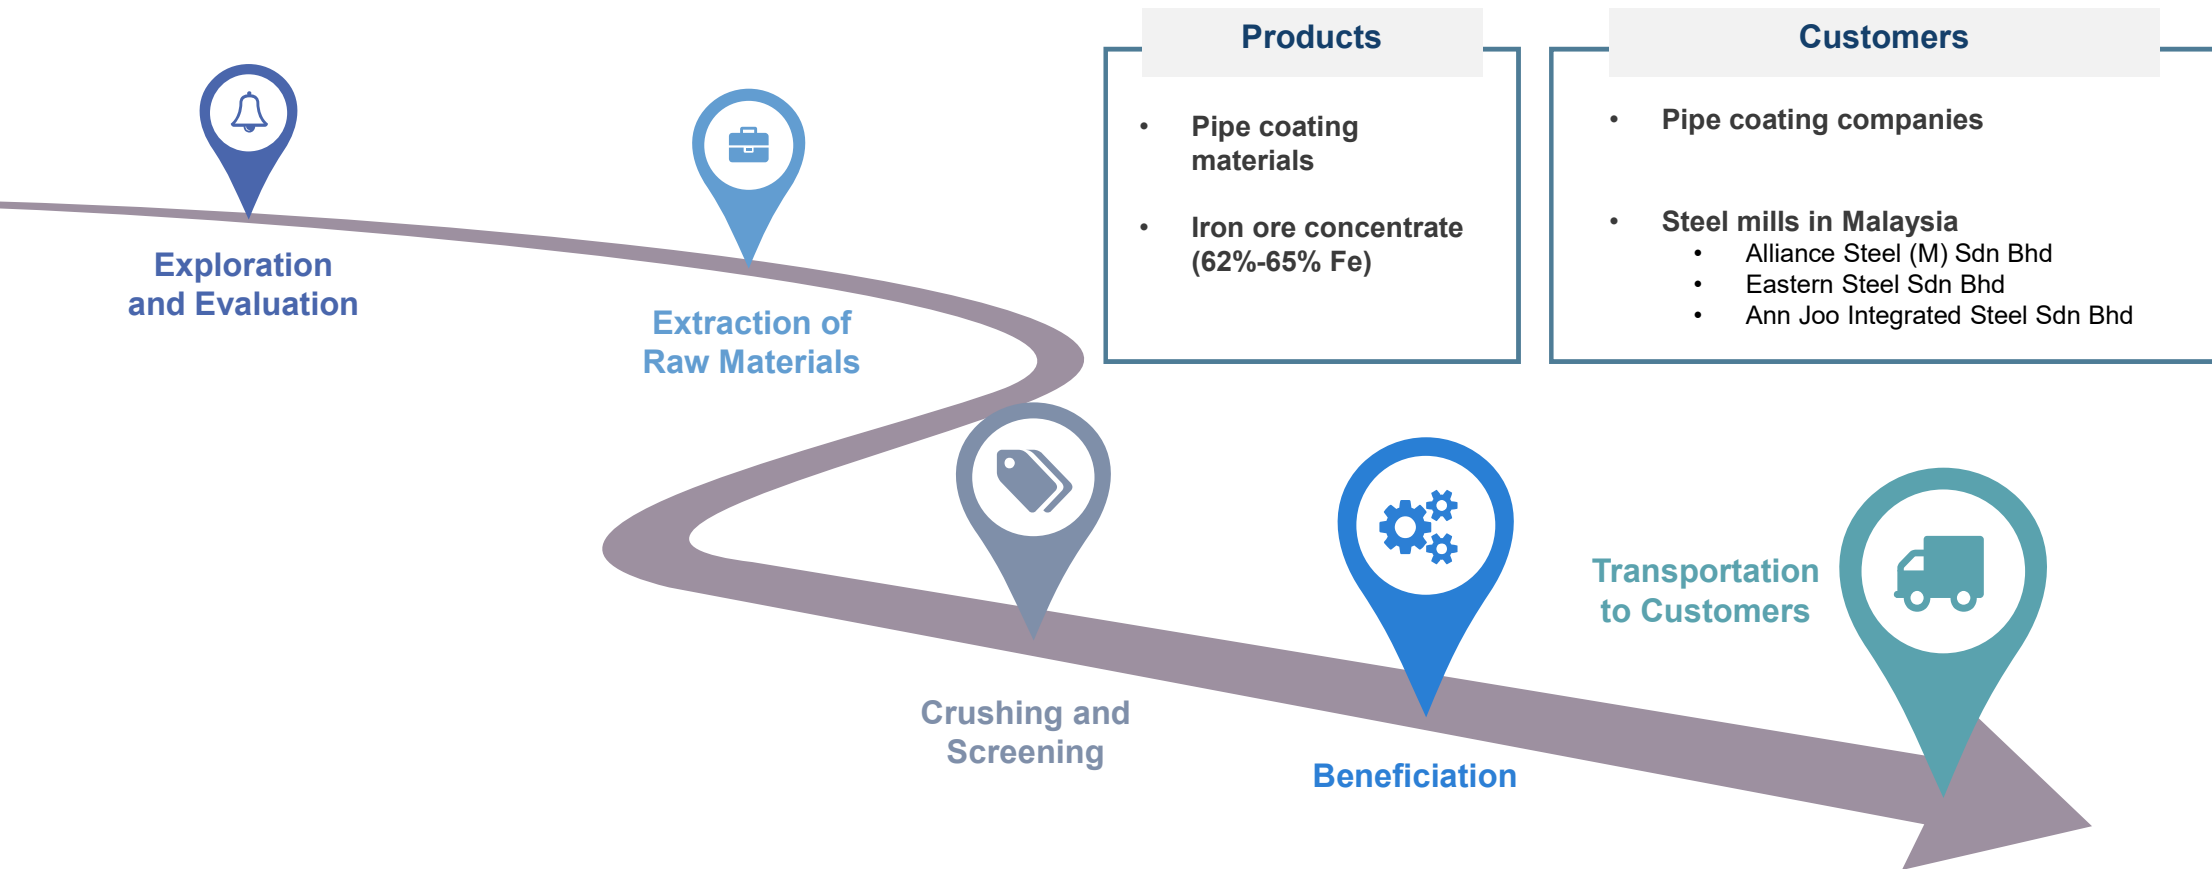 Products
Customers
• Pipe coating
materials
• Iron ore concentrate
(62%-65% Fe)
• Pipe coating companies
• Steel mills in Malaysia
• Alliance Steel (M) Sdn Bhd
• Eastern Steel Sdn Bhd
• Ann Joo Integrated Steel Sdn Bhd
Exploration
and Evaluation
Extraction of
Raw Materials
Crushing and
Screening
Beneficiation
Transportation
to Customers